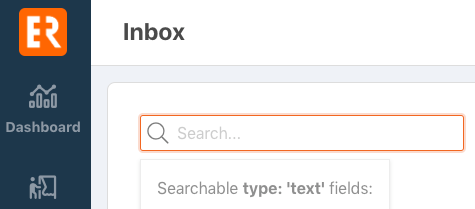 ER
Inbox
Dashboard
Search...
Searchable type: 'text' fields: